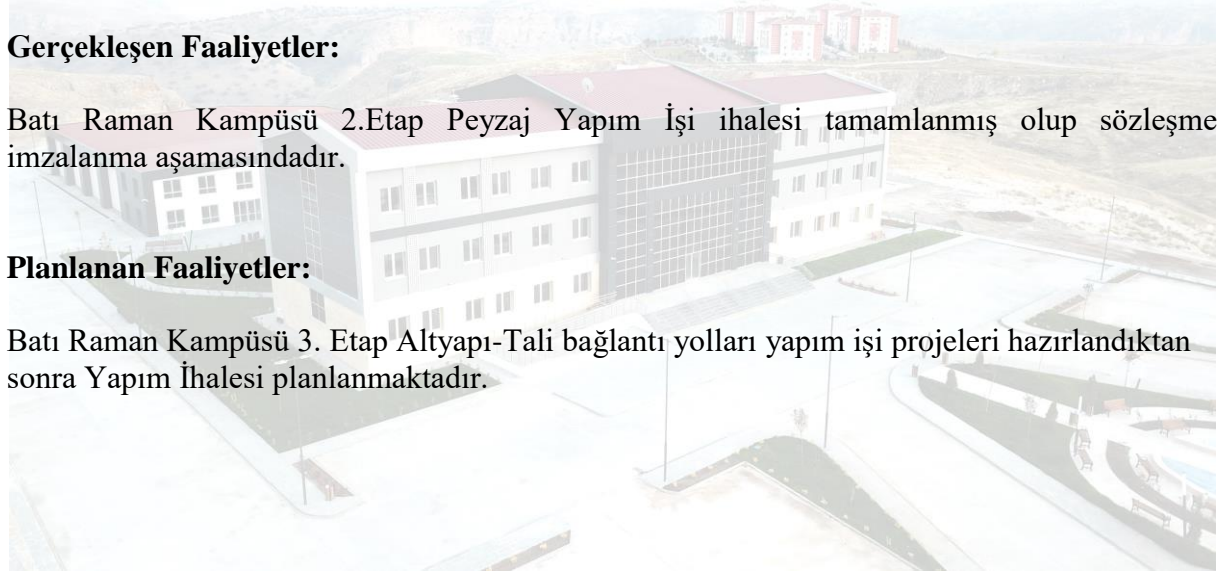 Gerçekleşen Faaliyetler:
Batı Raman Kampüsü 2.Etap Peyzaj Yapım İşi ihalesi tamamlanmış olup sözleşme
imzalanma aşamasındadır.
Planlanan Faaliyetler:
Batı Raman Kampüsü 3. Etap Altyapı-Tali bağlantı yolları yapım işi projeleri hazırlandıktan
sonra Yapım İhalesi planlanmaktadır.